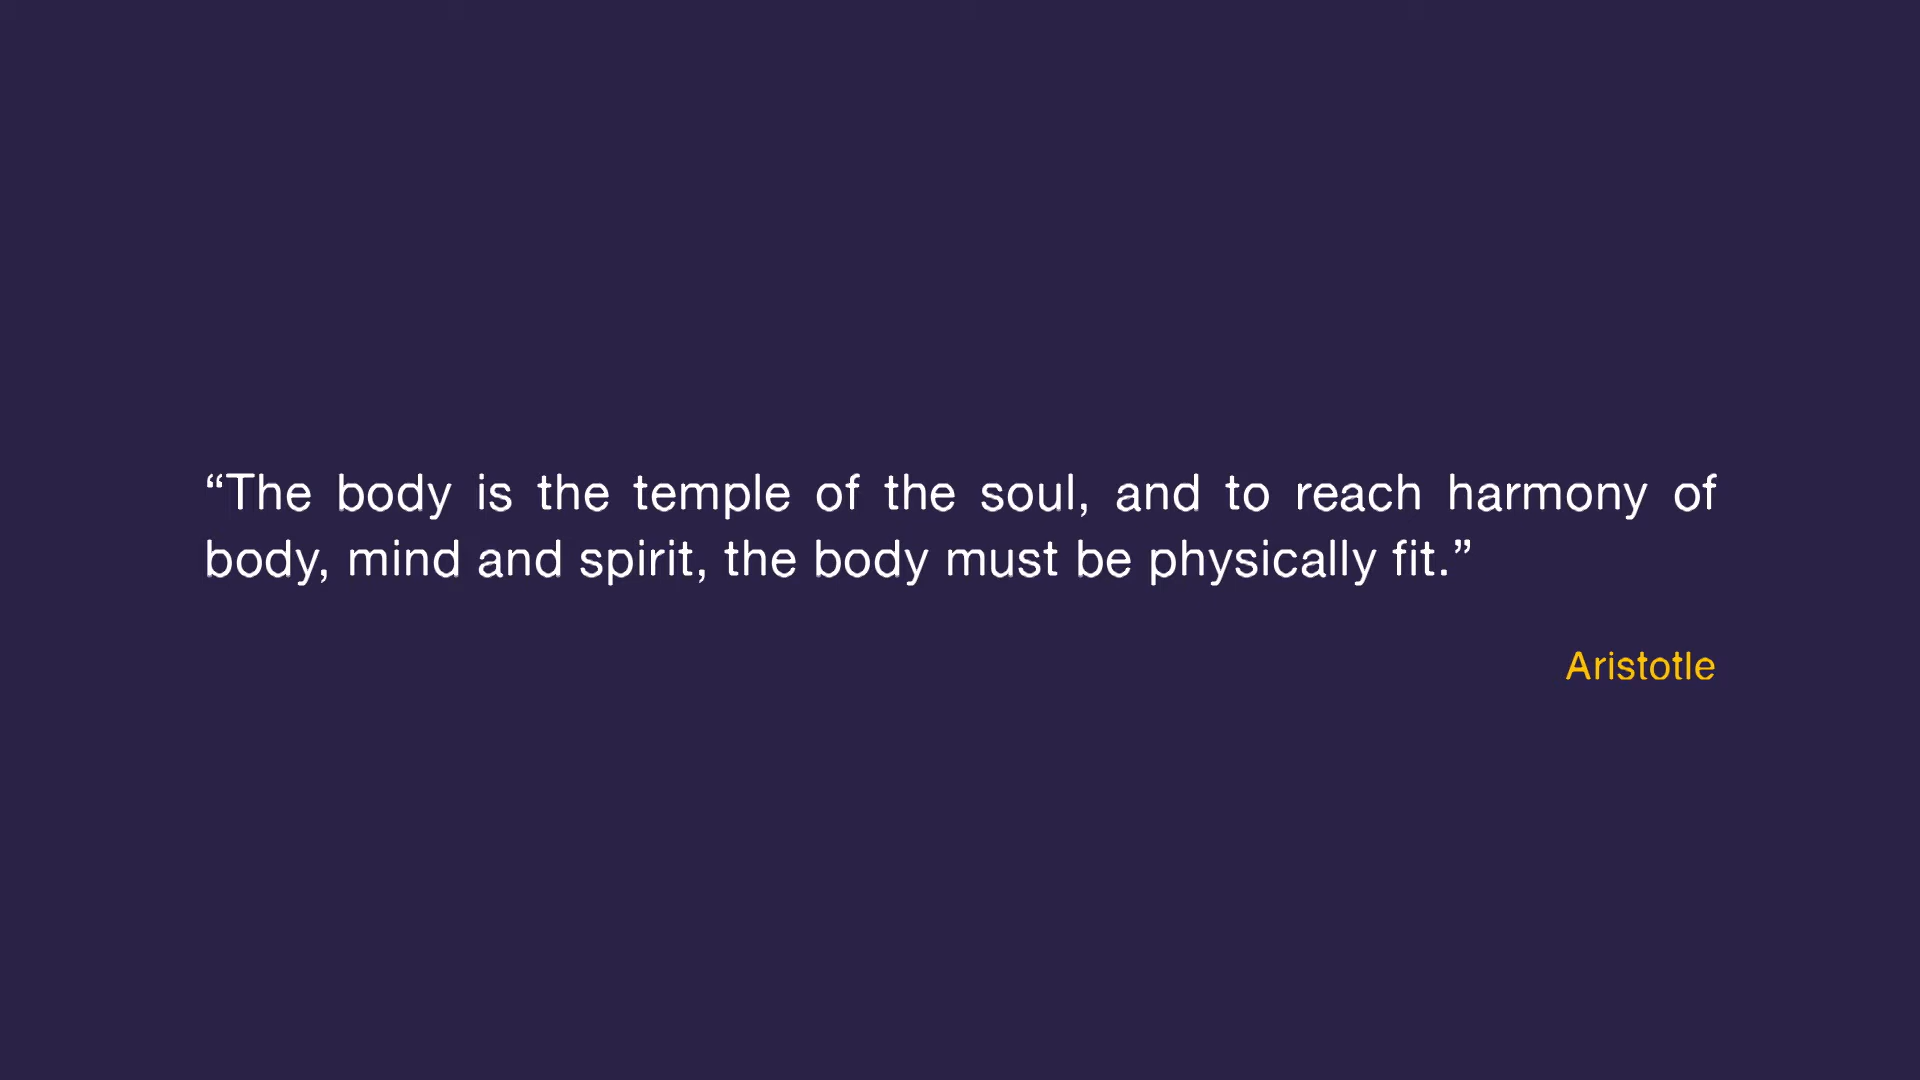 “The body is the temple of the soul, and to reach harmony of
body, mind and spirit, the body must be physically fit.”
Aristotle